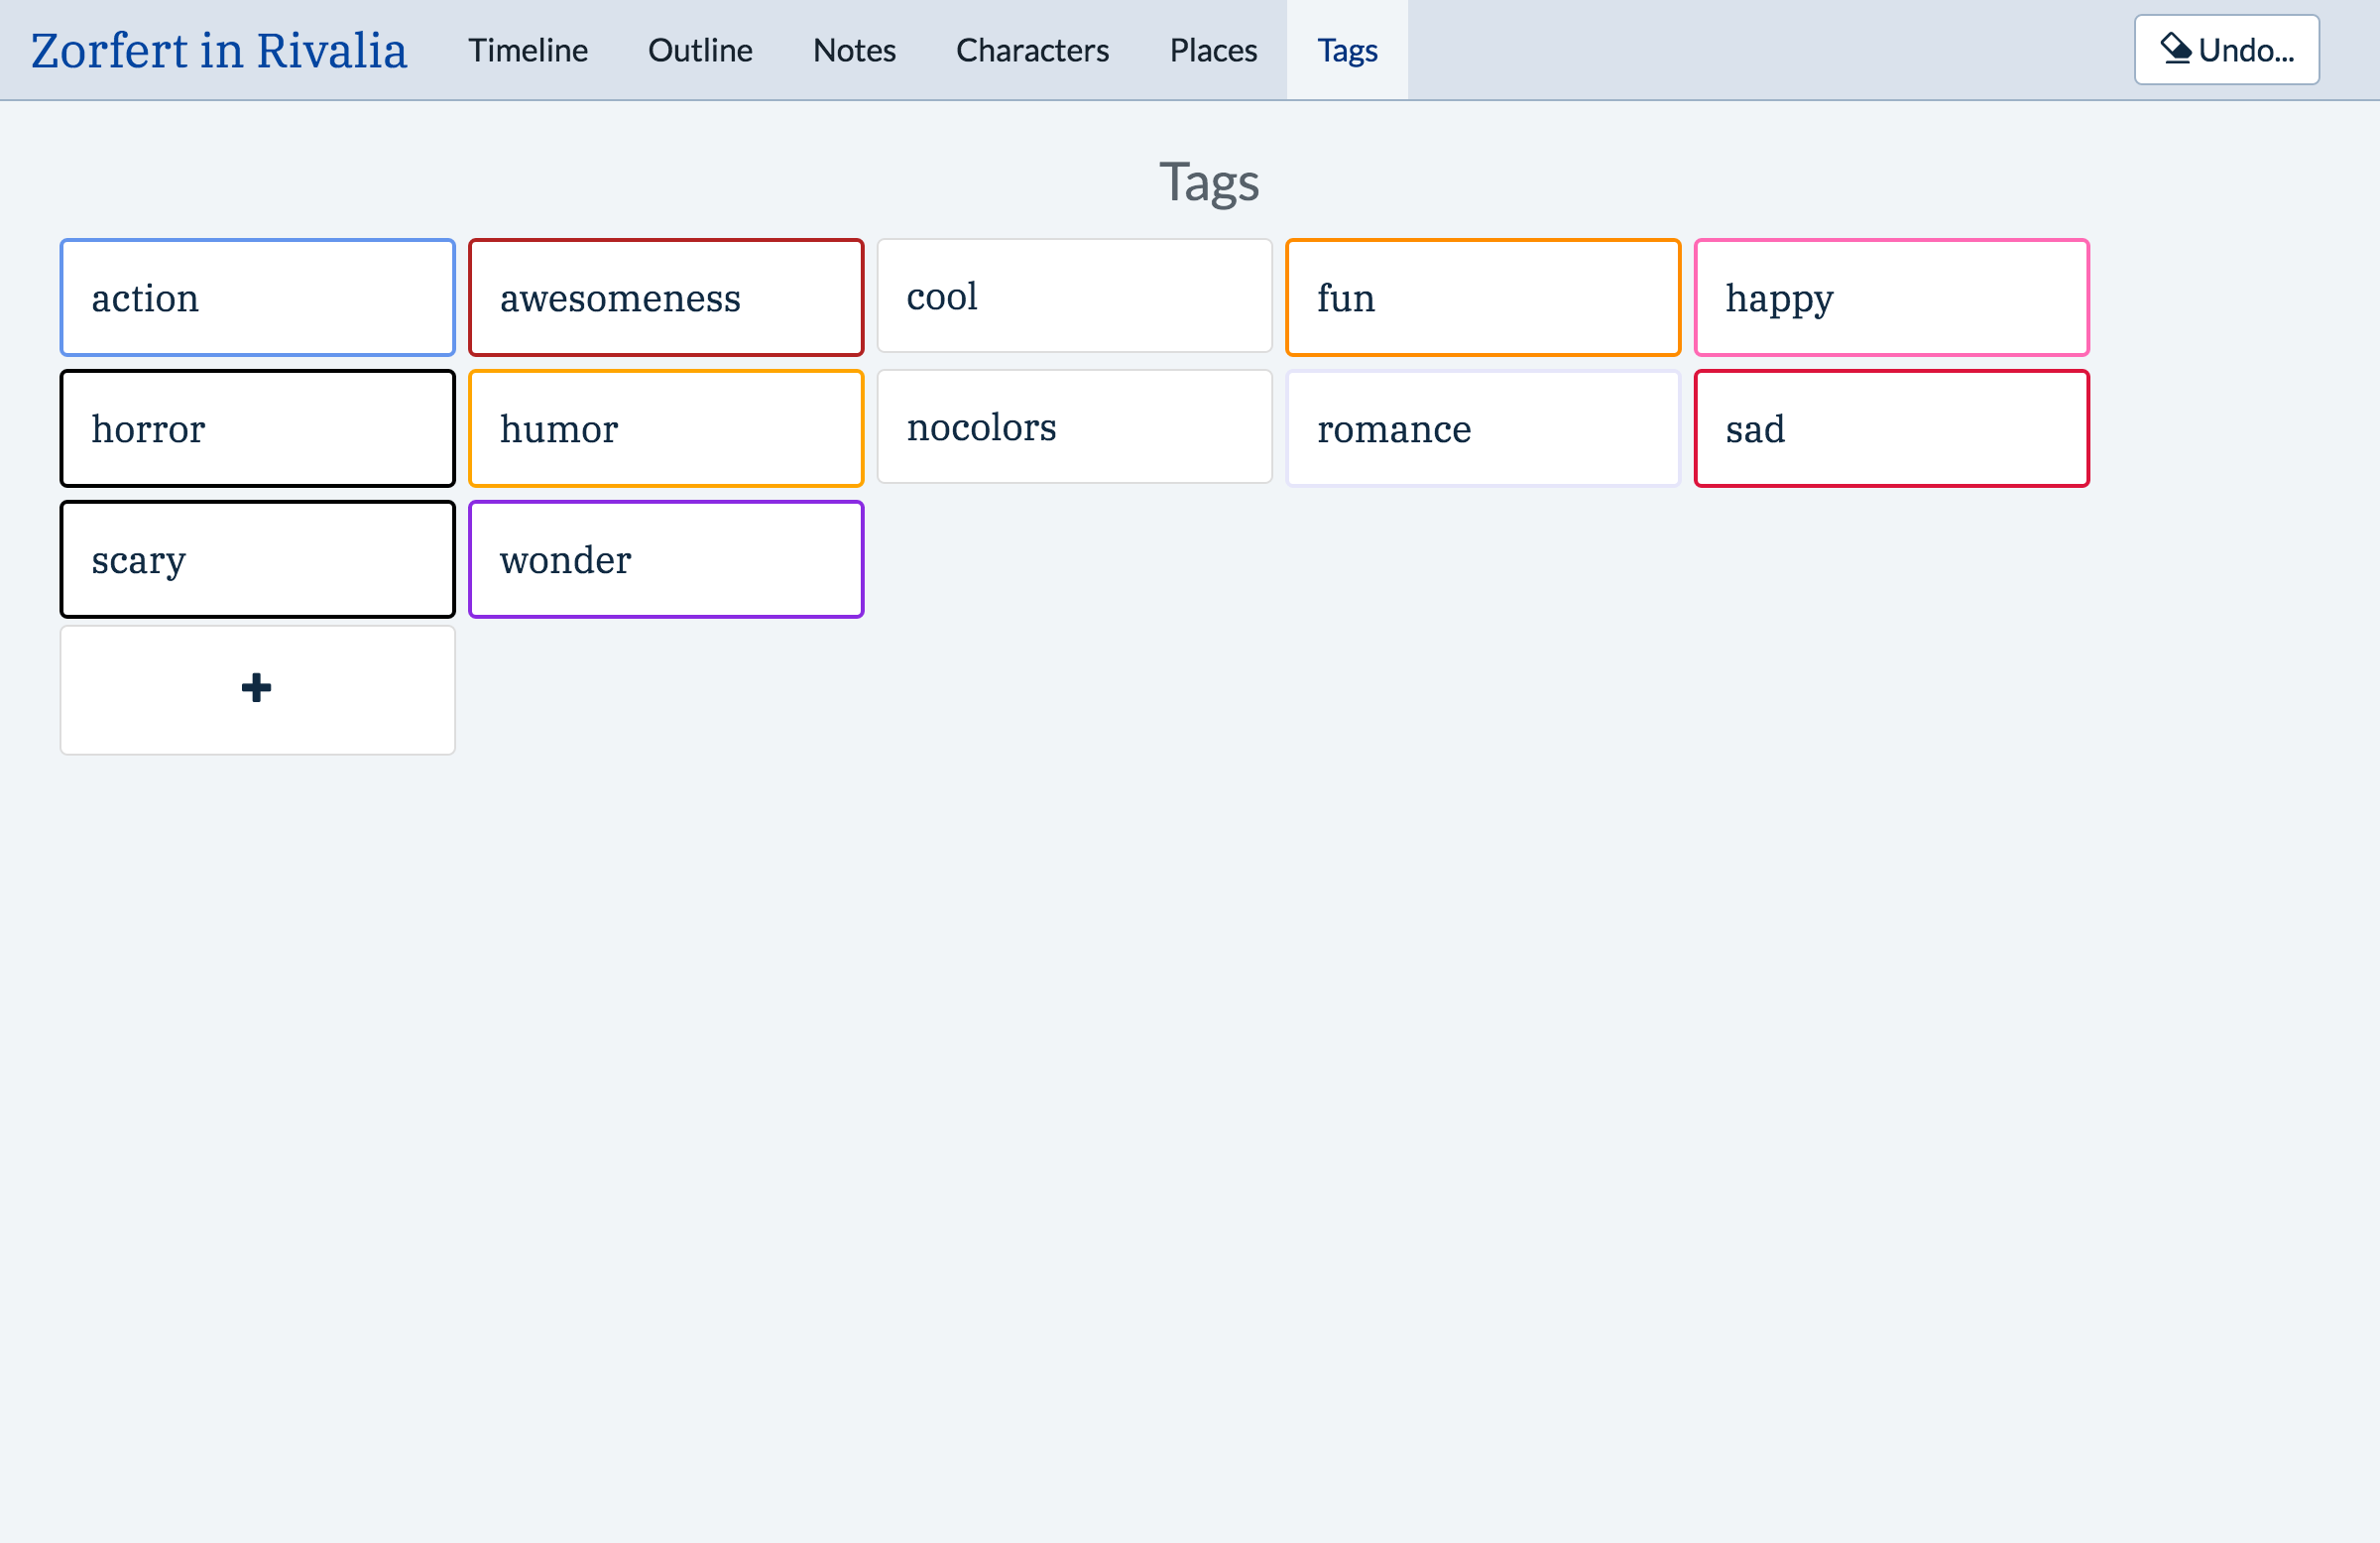 Zorfert in Rivalia Timeline Outline Notes Characters Places Tags Undo...
Tags
action awesomeness cool fun happy
horror humor nocolors romance sad
scary wonder